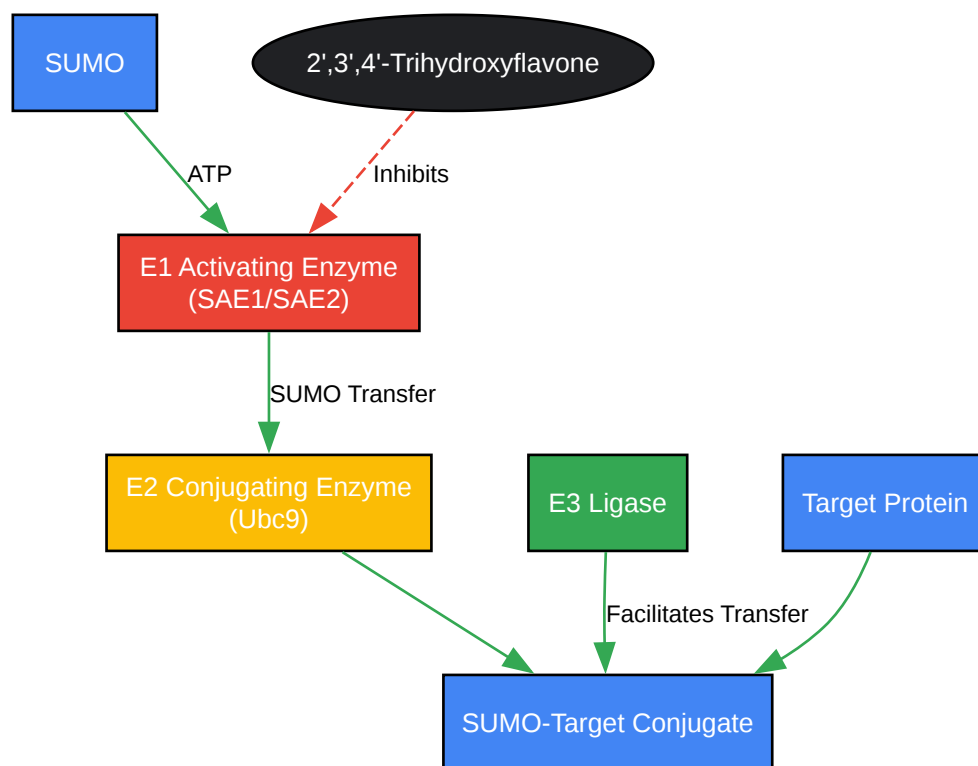 SUMO
2',3',4'-Trihydroxyflavone
ATP
Inhibits
E1 Activating Enzyme
(SAE1/SAE2)
SUMO Transfer
E2 Conjugating Enzyme
(Ubc9)
E3 Ligase
Target Protein
Facilitates Transfer
SUMO-Target Conjugate